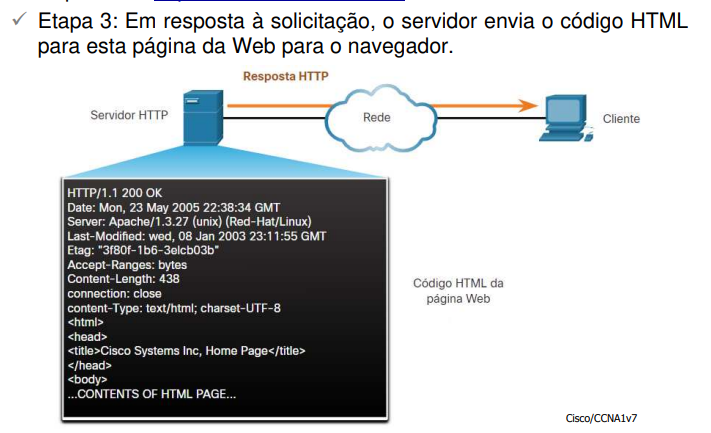 ✓ Etapa 3: Em resposta à solicitação, o servidor envia o código HTML
para esta página da Web para o navegador.
Resposta HTTP
Servidor HTTP
Rede
Cliente
HTTP/1.1 200 OK
Date: Mon, 23 May 2005 22:38:34 GMT
Server: Apache/1.3.27 (unix) (Red-Hat/Linux)
Last-Modified: wed, 08 Jan 2003 23:11:55 GMT
Etag: "3f80f-1b6-3elcb03b"
Accept-Ranges: bytes
Content-Length: 438
connection: close
content-Type: text/html; charset-UTF-8
<html>
<head>
<title>Cisco Systems Inc, Home Page</title>
</head>
<body>
...CONTENTS OF HTML PAGE...
Código HTML da
página Web
Cisco/CCNA1v7